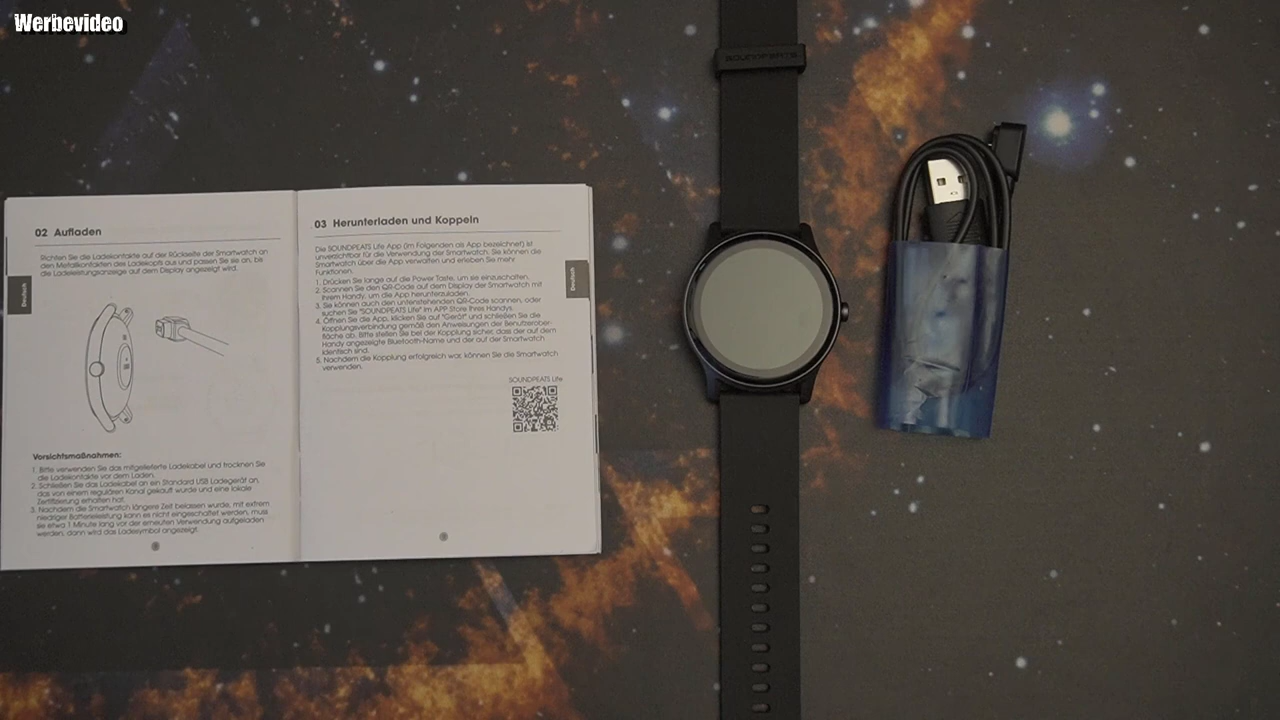 Werbevideo
SOUNDPEATS
02 Aufladen
Richten Sie die Ladekontakte auf der Rückseite der Smartwatch an
den Metallkontakten des Ladecaps aus und passen Sie sie an, bis
die Ladeleistungsanzeige auf dem Display angezeigt wird.
Deutsch
Vorsichtsmaßnahmen:
1. Bitte verwenden Sie das mitgelieferte Ladekabel und trocknen Sie
die Ladekontakte vor dem Laden.
2. Schließen Sie das Ladekabel an ein Standard USB Ladegerät an,
das von einem regulären Kanal gekauft wurde und eine lokale
Zertifizierung erhalten hat.
3. Nachdem die Smartwatch längere Zeit belassen wurde, mit extrem
niedriger Batterieleistung kann es nicht eingeschaltet werden, muss
sie etwa 1 Minute lang vor der erneuten Verwendung aufgeladen
werden, dann wird das Ladesymbol angezeigt.
03 Herunterladen und Koppeln
Die SOUNDPEATS Life App (im Folgenden als App bezeichnet) ist
unverzichtbar für die Verwendung der Smartwatch. Sie können die
Smartwatch über die App verwalten und erleben Sie mehr
Funktionen.
1. Drücken Sie lange auf die Power Taste, um sie einzuschalten.
2. Scannen Sie den QR-Code auf dem Display der Smartwatch mit
Ihrem Handy, um die App herunterzuladen.
3. Sie können auch den untenstehenden QR-Code scannen, oder
suchen Sie "SOUNDPEATS Life" im APP Store Ihres Handys.
4. Öffnen Sie die App, klicken Sie auf "Gerät" und schließen Sie die
Kopplungsverbindung gemäß den Anweisungen der Benutzerober-
fläche ab. Bitte stellen Sie bei der Kopplung sicher, dass der auf dem
Handy angezeigte Bluetooth-Name und der auf der Smartwatch
identisch sind.
5. Nachdem die Kopplung erfolgreich war, können Sie die Smartwatch
verwenden.
Deutsch
SOUNDPEATS Life